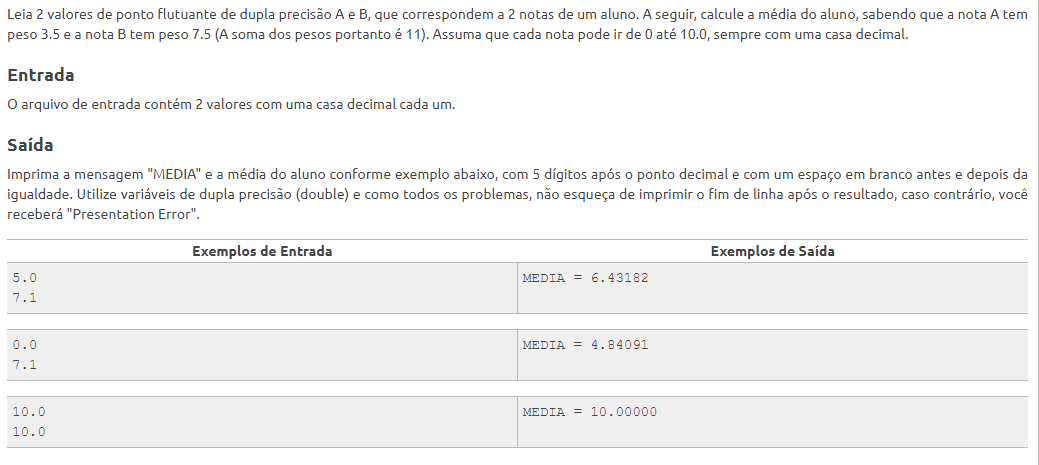 Leia 2 valores de ponto flutuante de dupla precisão A e B, que correspondem a 2 notas de um aluno. A seguir, calcule a média do aluno, sabendo que a nota A tem
peso 3.5 e a nota B tem peso 7.5 (A soma dos pesos portanto é 11). Assuma que cada nota pode ir de 0 até 10.0, sempre com uma casa decimal.
Entrada
O arquivo de entrada contém 2 valores com uma casa decimal cada um.
Saída
Imprima a mensagem "MEDIA" e a média do aluno conforme exemplo abaixo, com 5 dígitos após o ponto decimal e com um espaço em branco antes e depois da
igualdade. Utilize variáveis de dupla precisão (double) e como todos os problemas, não esqueça de imprimir o fim de linha após o resultado, caso contrário, você
receberá "Presentation Error".
Exemplos de Entrada Exemplos de Saída
5.0 MEDIA = 6.43182
7.1
0.0 MEDIA = 4.84091
7.1
10.0 MEDIA = 10.00000
10.0